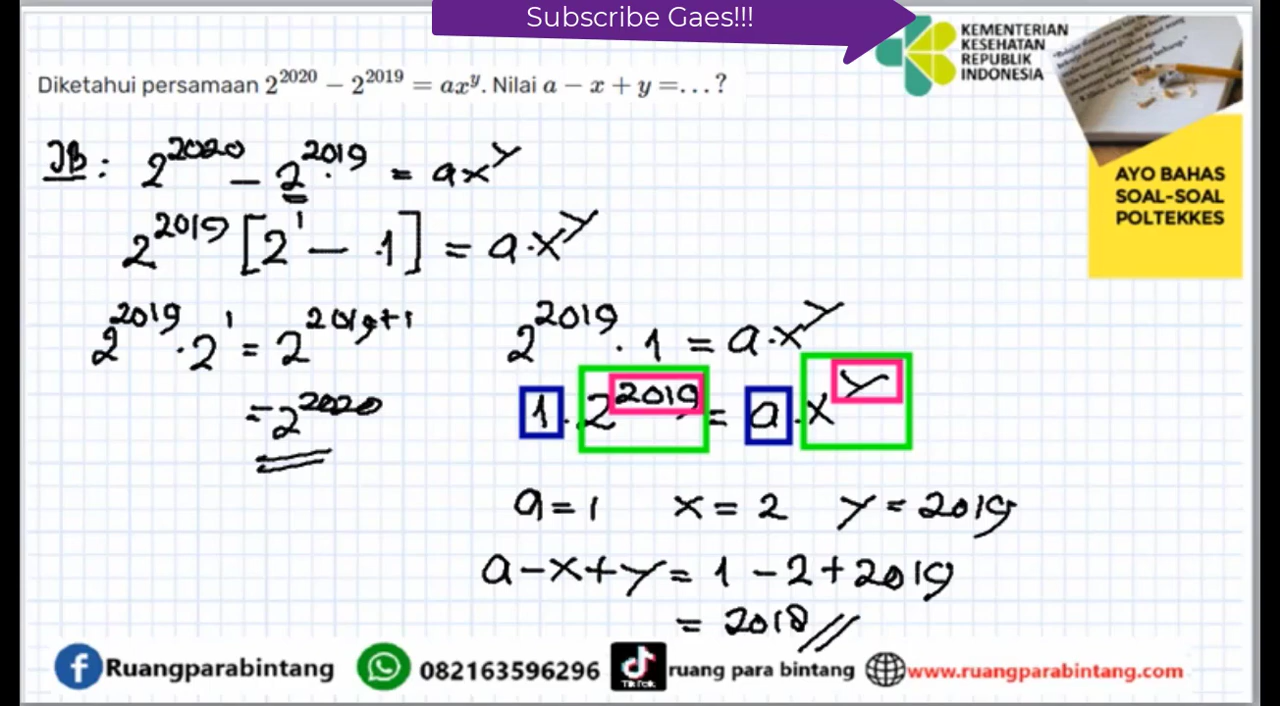 Subscribe Gaes!!!
KEMENTERIAN
KESEHATAN
REPUBLIK
INDONESIA
Diketahui persamaan 2^2020 − 2^2019 = ax^y. Nilai a − x + y =…?
AYO BAHAS
SOAL-SOAL
POLTEKKES
JB : 2^2020 − 2^2019 = ax^y
2^2019 [2^1 − 1] = a·x^y
2^2019 · 2^1 = 2^2019+1
= 2^2020
2^2019 · 1 = a·x^y
1 · 2^2019 = a · x^y
a = 1 x = 2 y = 2019
a − x + y = 1 − 2 + 2019
= 2018 //
Ruangparabintang 082163596296 TikTok ruang para bintang www.ruangparabintang.com